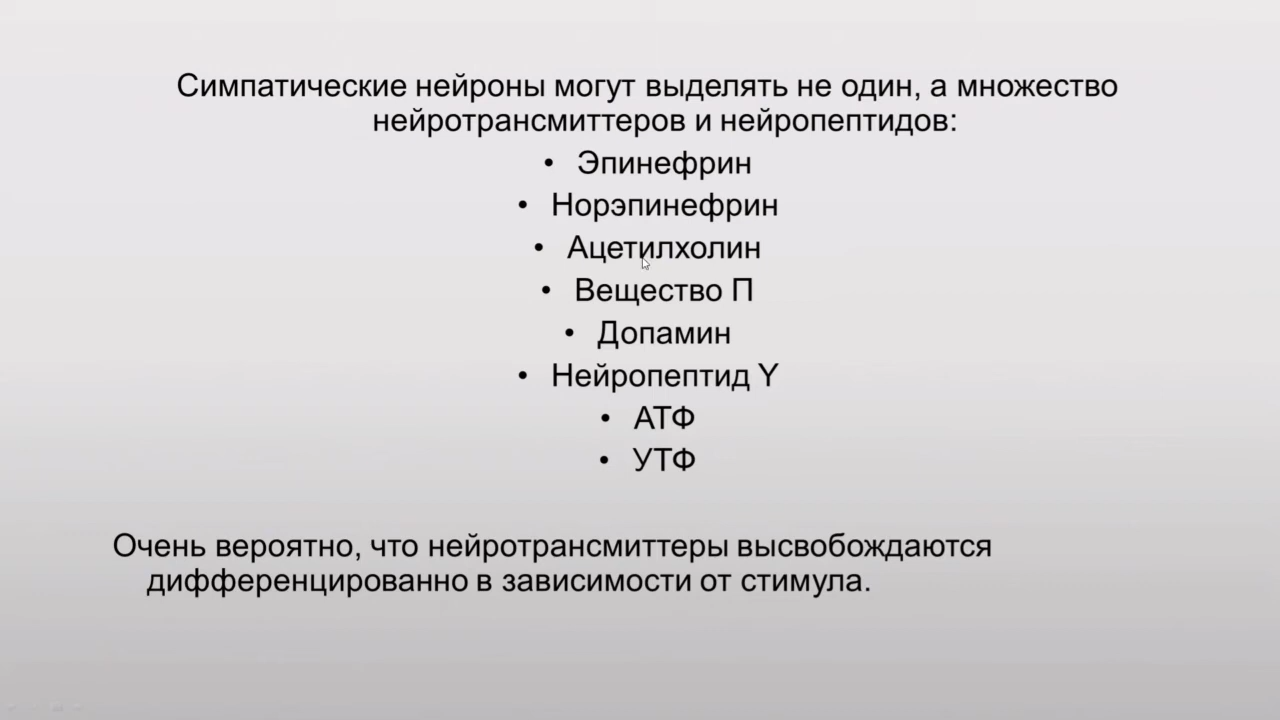 Симпатические нейроны могут выделять не один, а множество
нейротрансмиттеров и нейропептидов:
• Эпинефрин
• Норэпинефрин
• Ацетилхолин
• Вещество П
• Допамин
• Нейропептид Y
• АТФ
• УТФ
Очень вероятно, что нейротрансмиттеры высвобождаются
дифференцированно в зависимости от стимула.